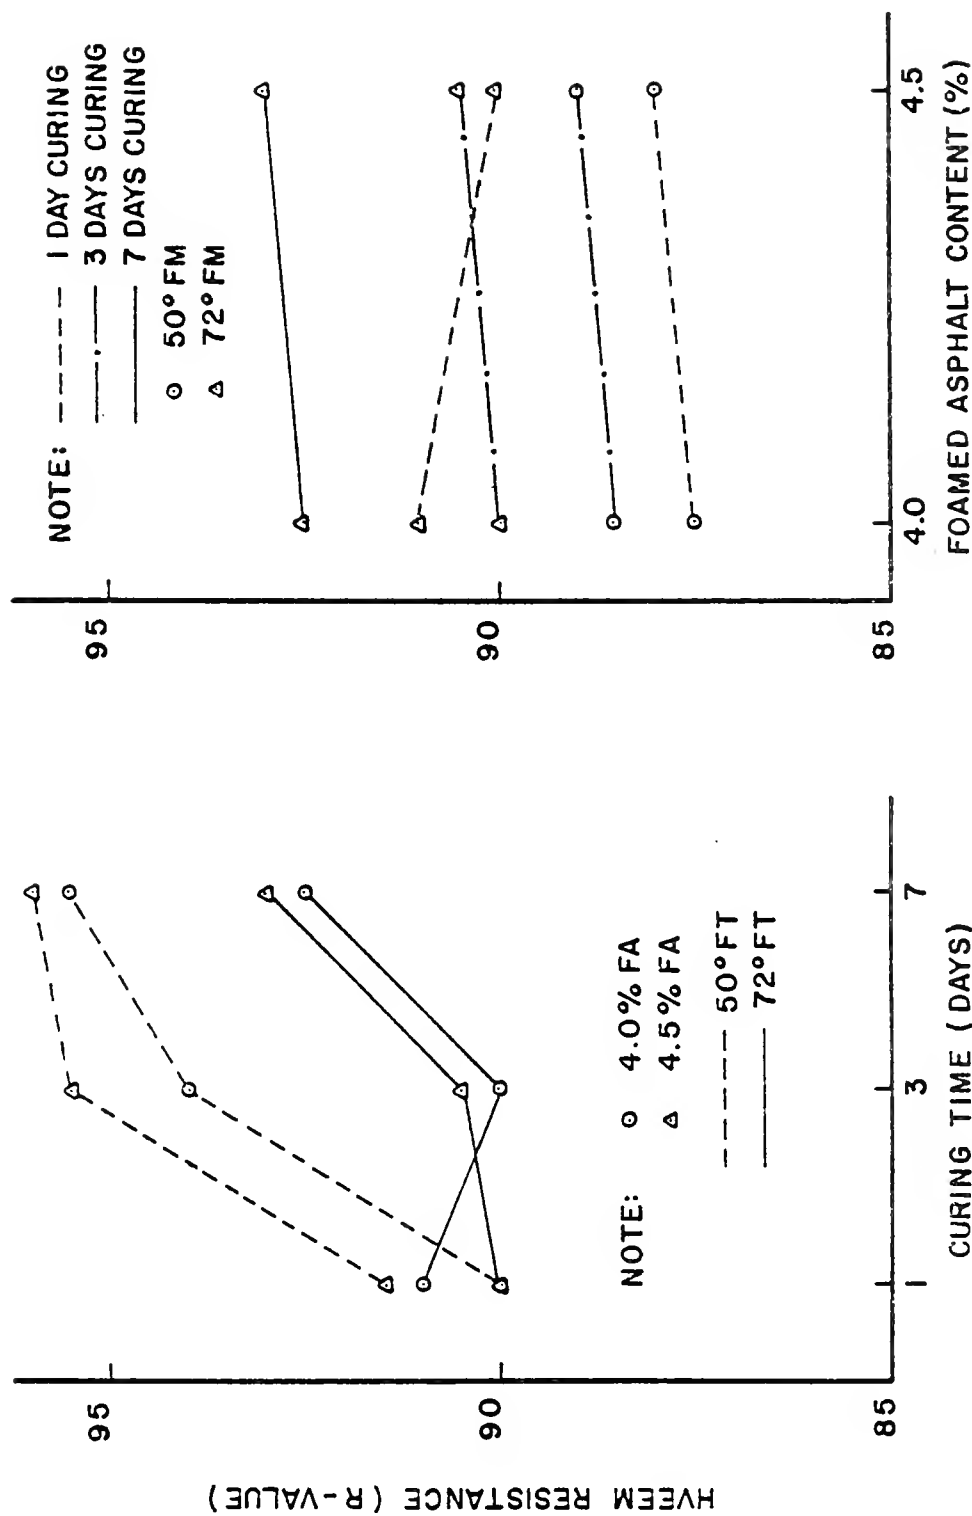 HVEEM RESISTANCE (R-VALUE)
95
90
85
1
3
7
CURING TIME (DAYS)
NOTE:
4.0% FA
4.5% FA
50° FT
72° FT
95
90
85
4.0
4.5
FOAMED ASPHALT CONTENT (%)
NOTE:
1 DAY CURING
3 DAYS CURING
7 DAYS CURING
50° FM
72° FM